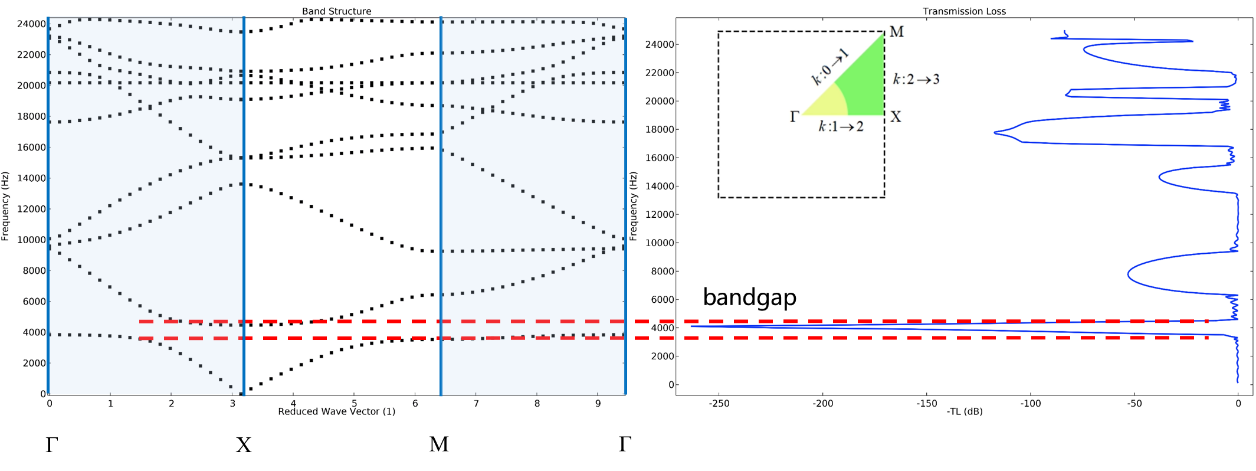 Band Structure
24000
22000
20000
18000
16000
14000
12000
10000
8000
6000
4000
2000
0
Frequency (Hz)
0 1 2 3 4 5 6 7 8 9
Reduced Wave Vector (1)
Γ X M Γ
Transmission Loss
24000
22000
20000
18000
16000
14000
12000
10000
8000
6000
4000
2000
0
Frequency (Hz)
M
k:0→1
k:2→3
Γ X
k:1→2
bandgap
-250 -200 -150 -100 -50 0
-TL (dB)